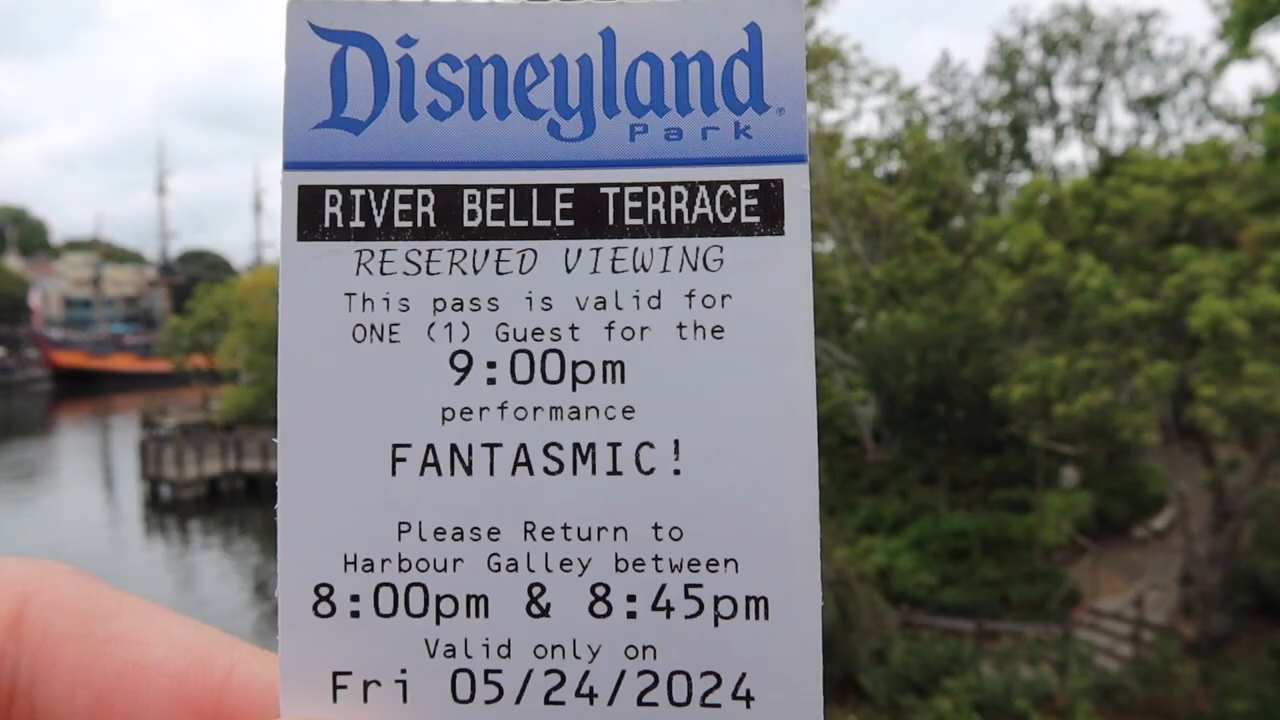 Disneyland
Park
RIVER BELLE TERRACE
RESERVED VIEWING
This pass is valid for
ONE (1) Guest for the
9:00pm
performance
FANTASMIC!
Please Return to
Harbour Galley between
8:00pm & 8:45pm
Valid only on
Fri 05/24/2024